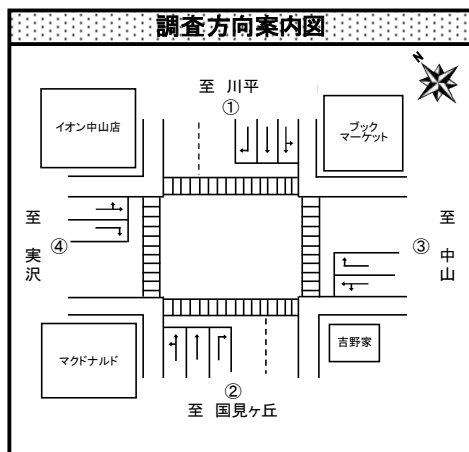 調査方向案内図
N
至 川平
①
イオン中山店
ブック
マーケット
至
実
沢
④
③
至
中
山
マクドナルド
吉野家
②
至 国見ヶ丘